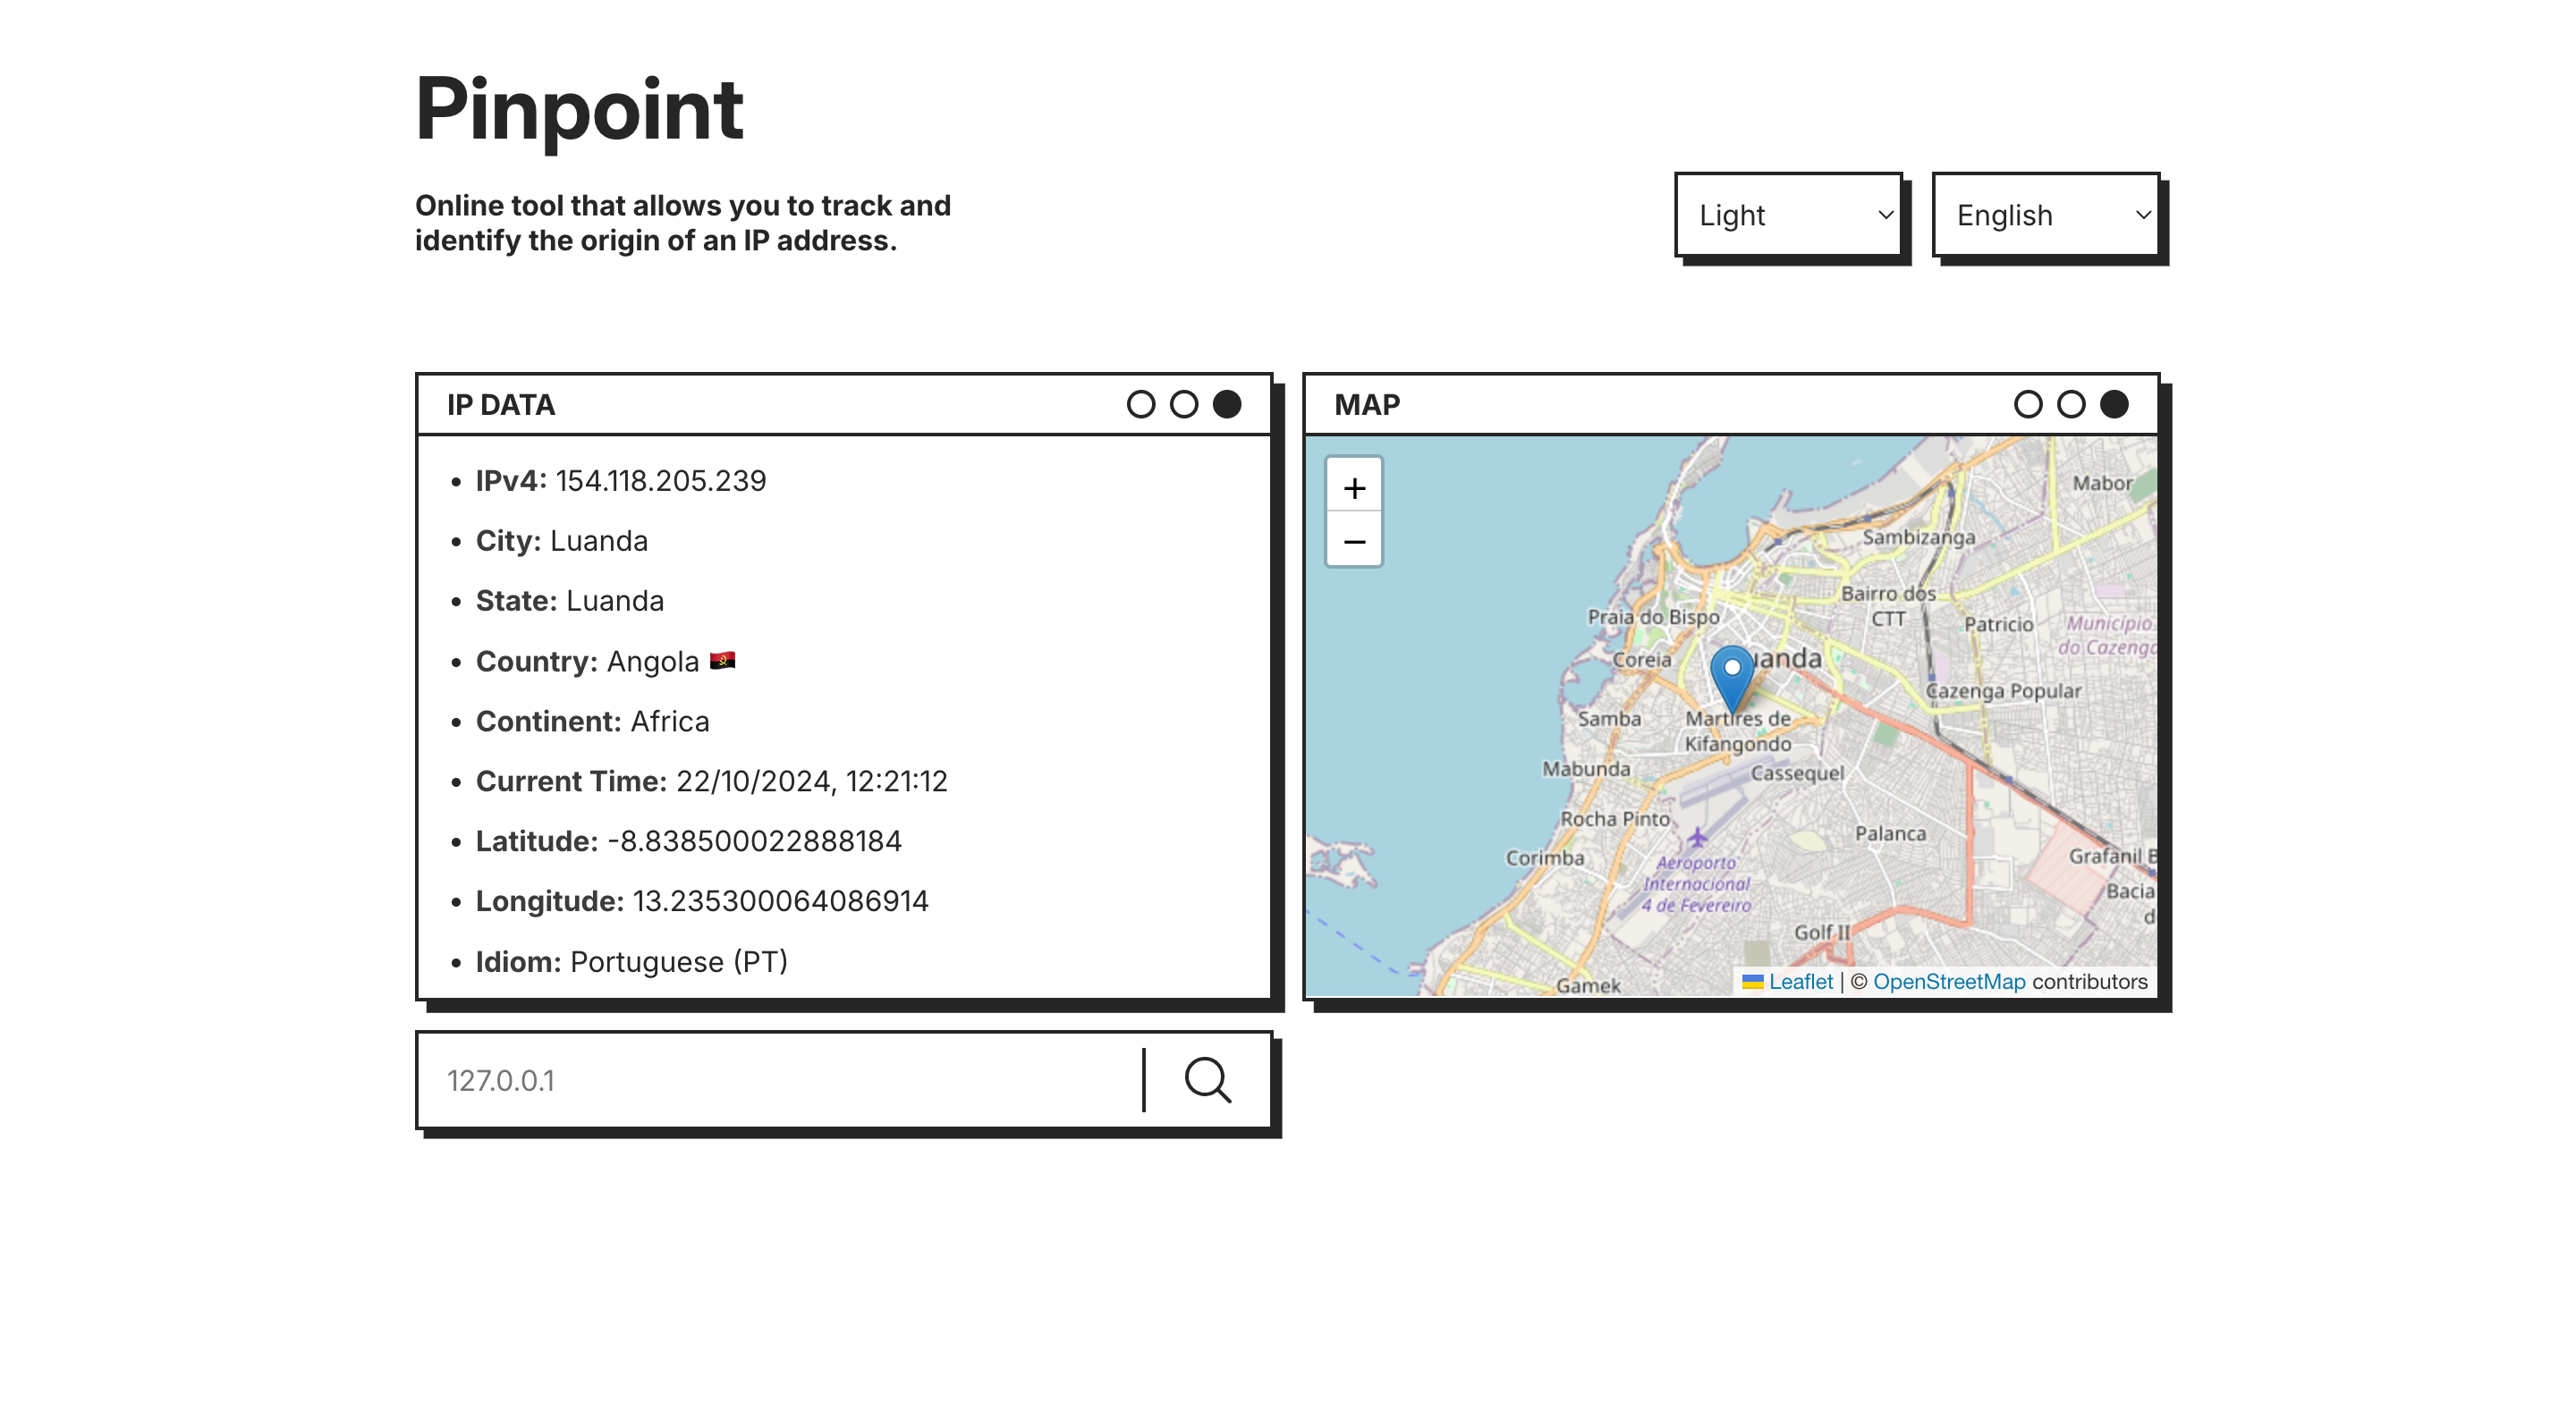 Pinpoint
Online tool that allows you to track and
identify the origin of an IP address.
Light
English
IP DATA
IPv4: 154.118.205.239
City: Luanda
State: Luanda
Country: Angola 🇦🇴
Continent: Africa
Current Time: 22/10/2024, 12:21:12
Latitude: -8.838500022888184
Longitude: 13.235300064086914
Idiom: Portuguese (PT)
127.0.0.1
MAP
+
−
Mabor
Sambizanga
Bairro dos
CTT
Praia do Bispo
Patricio
Município
do Cazenga
Coreia
uanda
Cazenga Popular
Samba
Martires de
Kifangondo
Mabunda
Cassequel
Rocha Pinto
Palanca
Corimba
Aeroporto
Internacional
4 de Fevereiro
Grafanil B
Bacia
d
Golf II
Gamek
Leaflet | © OpenStreetMap contributors